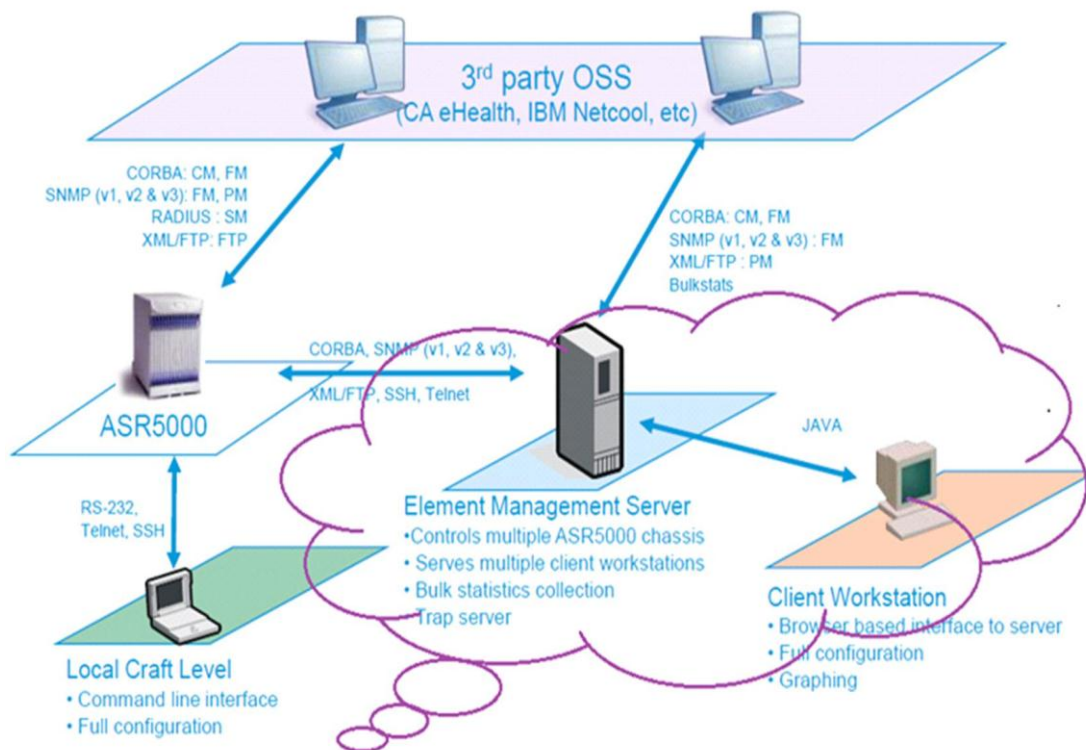 3rd party OSS
(CA eHealth, IBM Netcool, etc)
CORBA: CM, FM
SNMP (v1, v2 & v3): FM, PM
RADIUS : SM
XML/FTP: FTP
CORBA: CM, FM
SNMP (v1, v2 & v3) : FM
XML/FTP : PM
Bulkstats
CORBA, SNMP (v1, v2 & v3),
XML/FTP, SSH, Telnet
ASR5000
JAVA
RS-232,
Telnet, SSH
Element Management Server
•Controls multiple ASR5000 chassis
• Serves multiple client workstations
• Bulk statistics collection
• Trap server
Client Workstation
• Browser based interface to server
• Full configuration
• Graphing
Local Craft Level
• Command line interface
• Full configuration